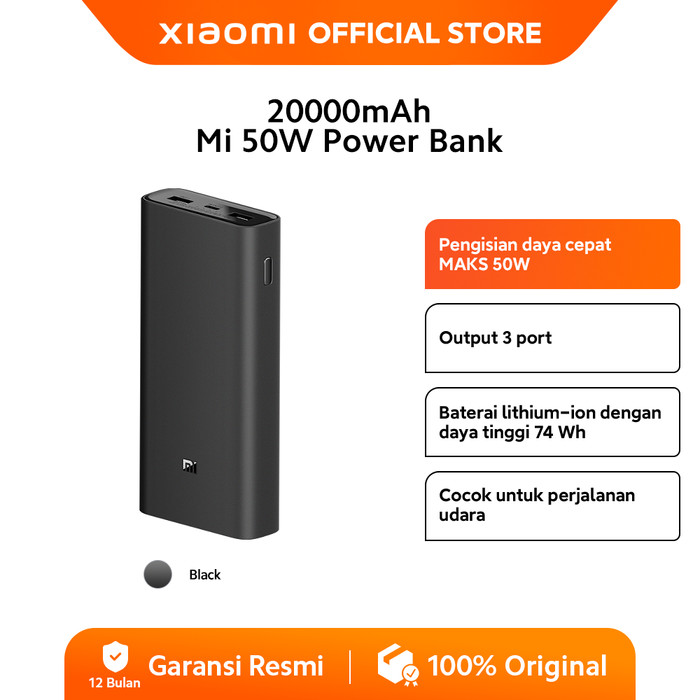 xiaomi OFFICIAL STORE
20000mAh
Mi 50W Power Bank
Pengisian daya cepat
MAKS 50W
Output 3 port
Baterai lithium-ion dengan
daya tinggi 74 Wh
Cocok untuk perjalanan
udara
mi
Black
12 Bulan
Garansi Resmi
100% Original